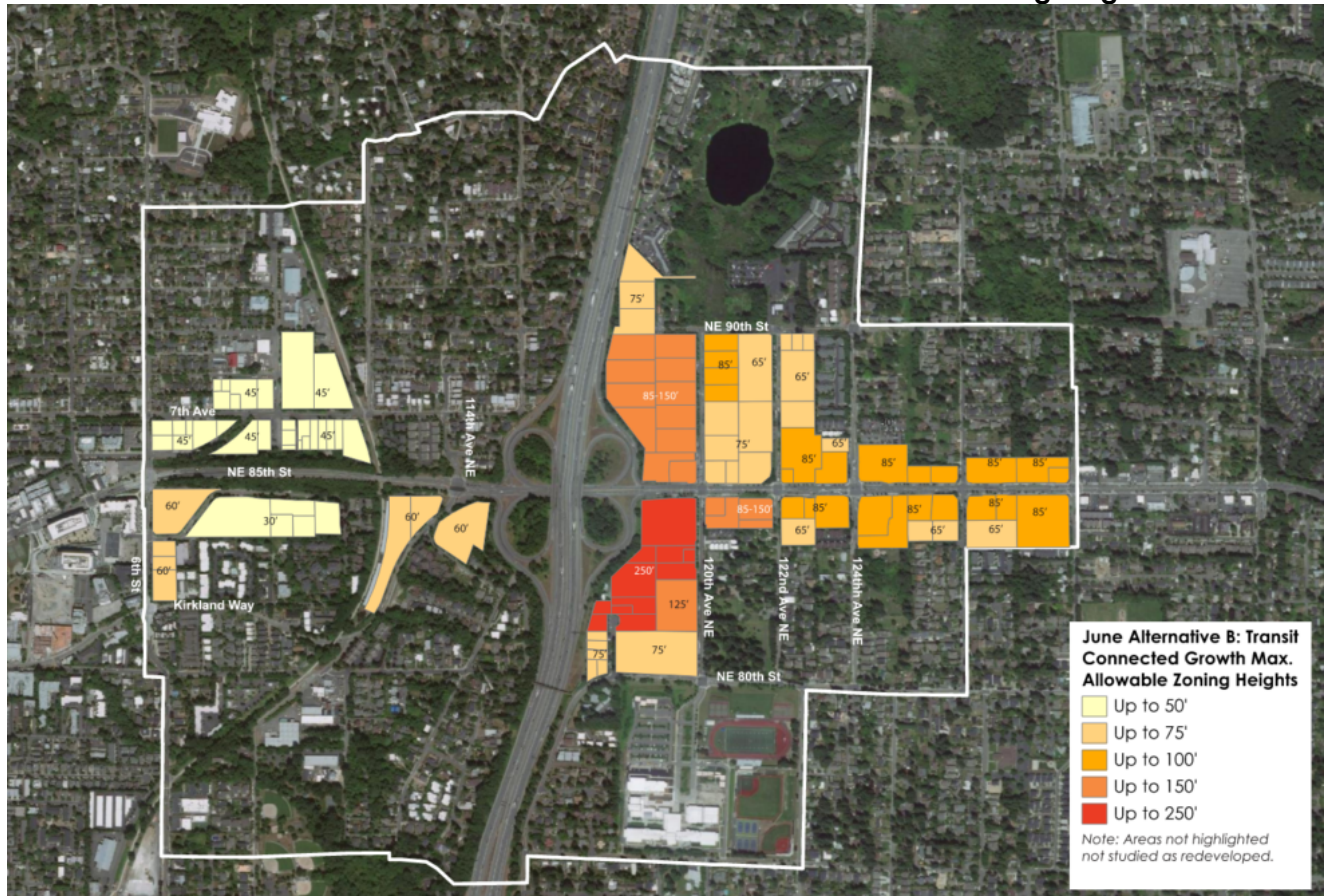 75'
NE 90th St
85'
65'
65'
45'
45'
85-150'
7th Ave
114th Ave NE
45'
45'
45'
75'
65'
85'
NE 85th St
85'
85'
85'
60'
30'
60'
60'
85-150'
85'
65'
85'
65'
85'
65'
85'
6th St
60'
250'
120th Ave NE
122nd Ave NE
124thh Ave NE
Kirkland Way
125'
75'
75'
NE 80th St
June Alternative B: Transit
Connected Growth Max.
Allowable Zoning Heights
Up to 50'
Up to 75'
Up to 100'
Up to 150'
Up to 250'
Note: Areas not highlighted
not studied as redeveloped.